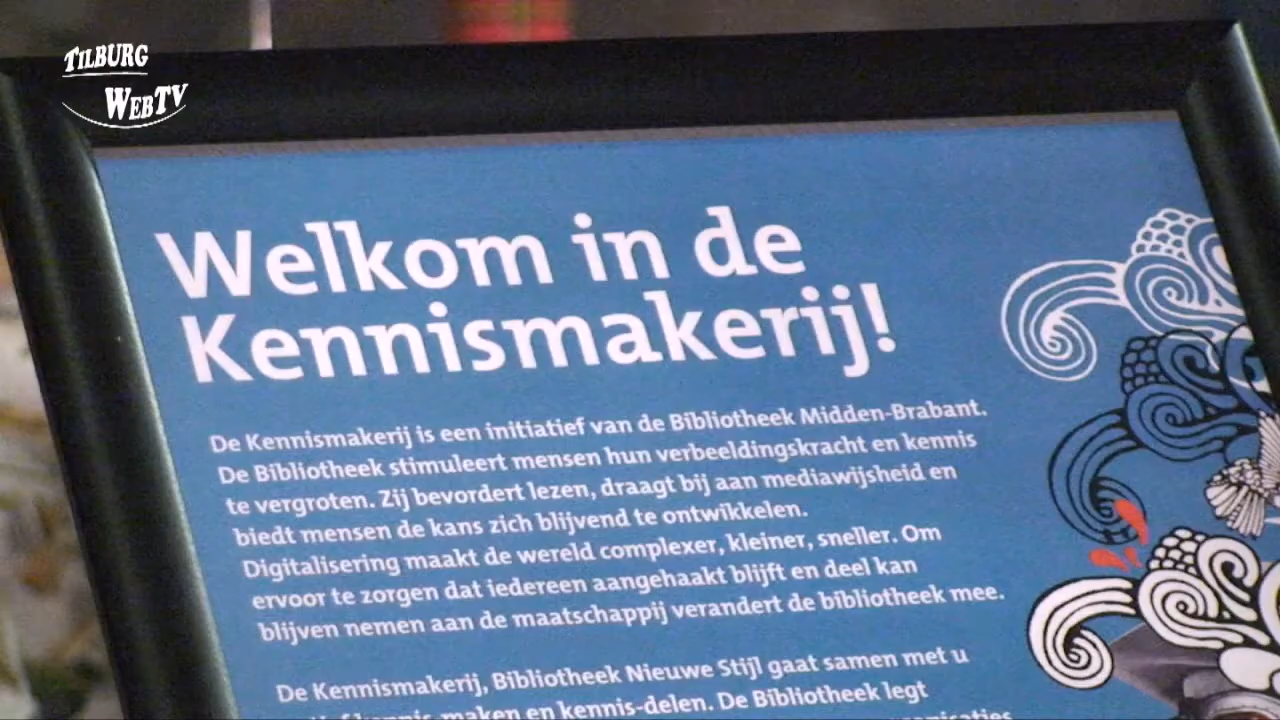 TILBURG
WEBTV
Welkom in de
Kennismakerij!
De Kennismakerij is een initiatief van de Bibliotheek Midden-Brabant.
De Bibliotheek stimuleert mensen hun verbeeldingskracht en kennis
te vergroten. Zij bevordert lezen, draagt bij aan mediawijsheid en
biedt mensen de kans zich blijvend te ontwikkelen.
Digitalisering maakt de wereld complexer, kleiner, sneller. Om
ervoor te zorgen dat iedereen aangehaakt blijft en deel kan
blijven nemen aan de maatschappij verandert de bibliotheek mee.
De Kennismakerij, Bibliotheek Nieuwe Stijl gaat samen met u
kennis maken en kennis-delen. De Bibliotheek legt